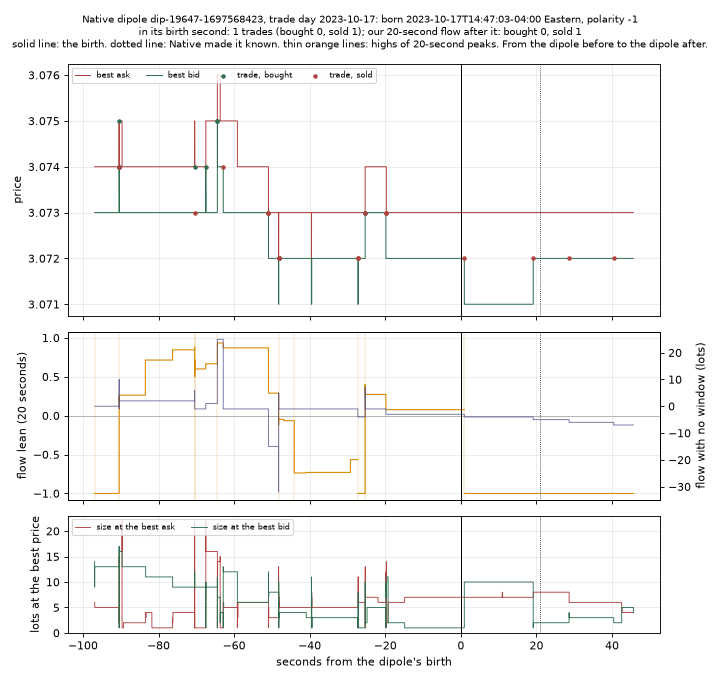 Native dipole dip-19647-1697568423, trade day 2023-10-17: born 2023-10-17T14:47:03-04:00 Eastern, polarity -1
in its birth second: 1 trades (bought 0, sold 1); our 20-second flow after it: bought 0, sold 1
solid line: the birth. dotted line: Native made it known. thin orange lines: highs of 20-second peaks. From the dipole before to the dipole after.
best ask
best bid
trade, bought
trade, sold
3.076
3.075
3.074
3.073
3.072
3.071
price
1.0
0.5
0.0
−0.5
−1.0
flow lean (20 seconds)
20
10
0
−10
−20
−30
flow with no window (lots)
size at the best ask
size at the best bid
20
15
10
5
0
lots at the best price
−100
−80
−60
−40
−20
0
20
40
seconds from the dipole's birth